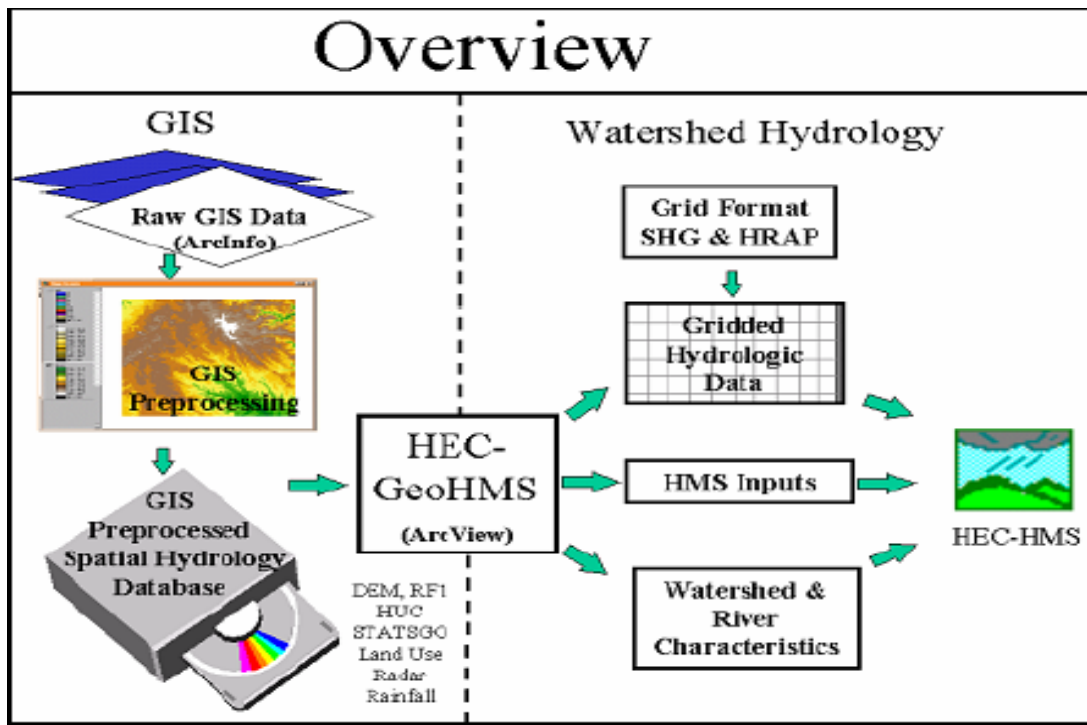 Overview
GIS
Raw GIS Data
(ArcInfo)
GIS
Preprocessing
GIS
Preprocessed
Spatial Hydrology
Database
DEM, RF1
HUC
STATSGO
Land Use
Radar
Rainfall
HEC-
GeoHMS
(ArcView)
Watershed Hydrology
Grid Format
SHG & HRAP
Gridded
Hydrologic
Data
HMS Inputs
Watershed &
River
Characteristics
HEC-HMS